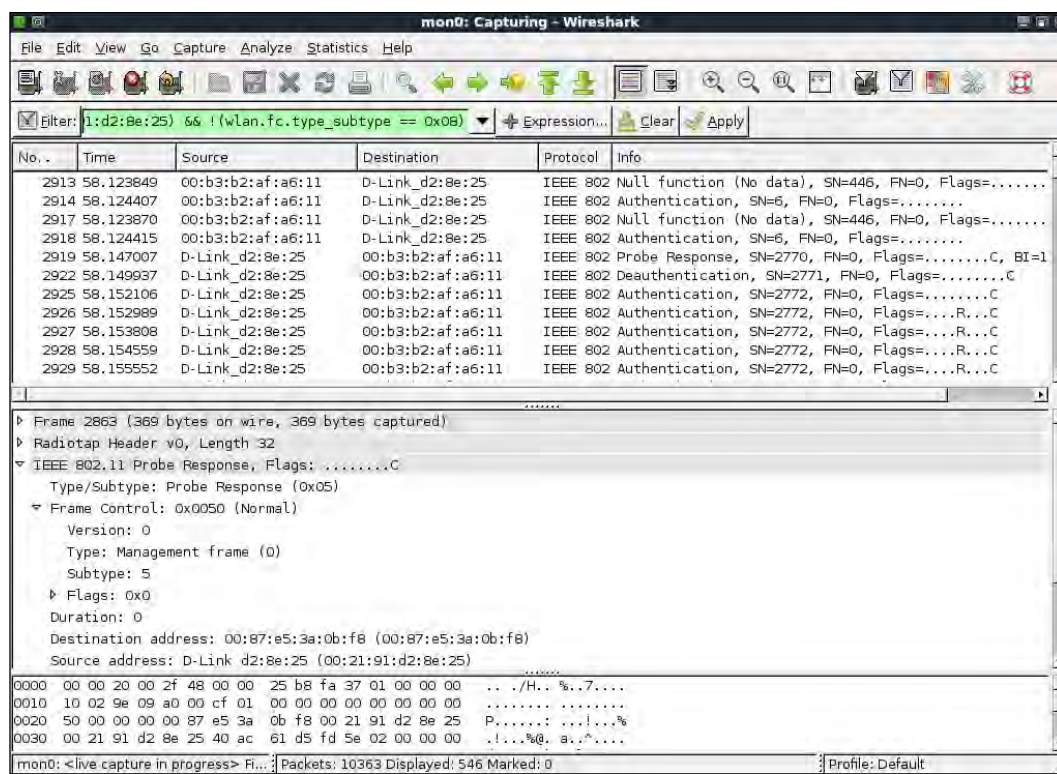 mon0: Capturing - Wireshark
File Edit View Go Capture Analyze Statistics Help
Filter: 1:d2:8e:25) && !(wlan.fc.type_subtype == 0x08) Expression... Clear Apply
No. . Time Source Destination Protocol Info
2913 58.123849 00:b3:b2:af:a6:11 D-Link_d2:8e:25 IEEE 802 Null function (No data), SN=446, FN=0, Flags=.......
2914 58.124407 00:b3:b2:af:a6:11 D-Link_d2:8e:25 IEEE 802 Authentication, SN=6, FN=0, Flags=........
2917 58.123870 00:b3:b2:af:a6:11 D-Link_d2:8e:25 IEEE 802 Null function (No data), SN=446, FN=0, Flags=.......
2918 58.124415 00:b3:b2:af:a6:11 D-Link_d2:8e:25 IEEE 802 Authentication, SN=6, FN=0, Flags=........
2919 58.147007 D-Link_d2:8e:25 00:b3:b2:af:a6:11 IEEE 802 Probe Response, SN=2770, FN=0, Flags=........C, BI=1
2922 58.149937 D-Link_d2:8e:25 00:b3:b2:af:a6:11 IEEE 802 Deauthentication, SN=2771, FN=0, Flags=........C
2925 58.152106 D-Link_d2:8e:25 00:b3:b2:af:a6:11 IEEE 802 Authentication, SN=2772, FN=0, Flags=........C
2926 58.152989 D-Link_d2:8e:25 00:b3:b2:af:a6:11 IEEE 802 Authentication, SN=2772, FN=0, Flags=....R...C
2927 58.153808 D-Link_d2:8e:25 00:b3:b2:af:a6:11 IEEE 802 Authentication, SN=2772, FN=0, Flags=....R...C
2928 58.154559 D-Link_d2:8e:25 00:b3:b2:af:a6:11 IEEE 802 Authentication, SN=2772, FN=0, Flags=....R...C
2929 58.155552 D-Link_d2:8e:25 00:b3:b2:af:a6:11 IEEE 802 Authentication, SN=2772, FN=0, Flags=....R...C
Frame 2863 (369 bytes on wire, 369 bytes captured)
Radiotap Header v0, Length 32
IEEE 802.11 Probe Response, Flags: ........C
Type/Subtype: Probe Response (0x05)
Frame Control: 0x0050 (Normal)
Version: 0
Type: Management frame (0)
Subtype: 5
Flags: 0x0
Duration: 0
Destination address: 00:87:e5:3a:0b:f8 (00:87:e5:3a:0b:f8)
Source address: D-Link d2:8e:25 (00:21:91:d2:8e:25)
0000 00 00 20 00 2f 48 00 00 25 b8 fa 37 01 00 00 00 .. ./H.. %..7....
0010 10 02 9e 09 a0 00 cf 01 00 00 00 00 00 00 00 00 ........ ........
0020 50 00 00 00 00 87 e5 3a 0b f8 00 21 91 d2 8e 25 P......: ...!...%
0030 00 21 91 d2 8e 25 40 ac 61 d5 fd 5e 02 00 00 00 .!...%@. a..^....
mon0: <live capture in progress> Fi... Packets: 10363 Displayed: 546 Marked: 0 Profile: Default